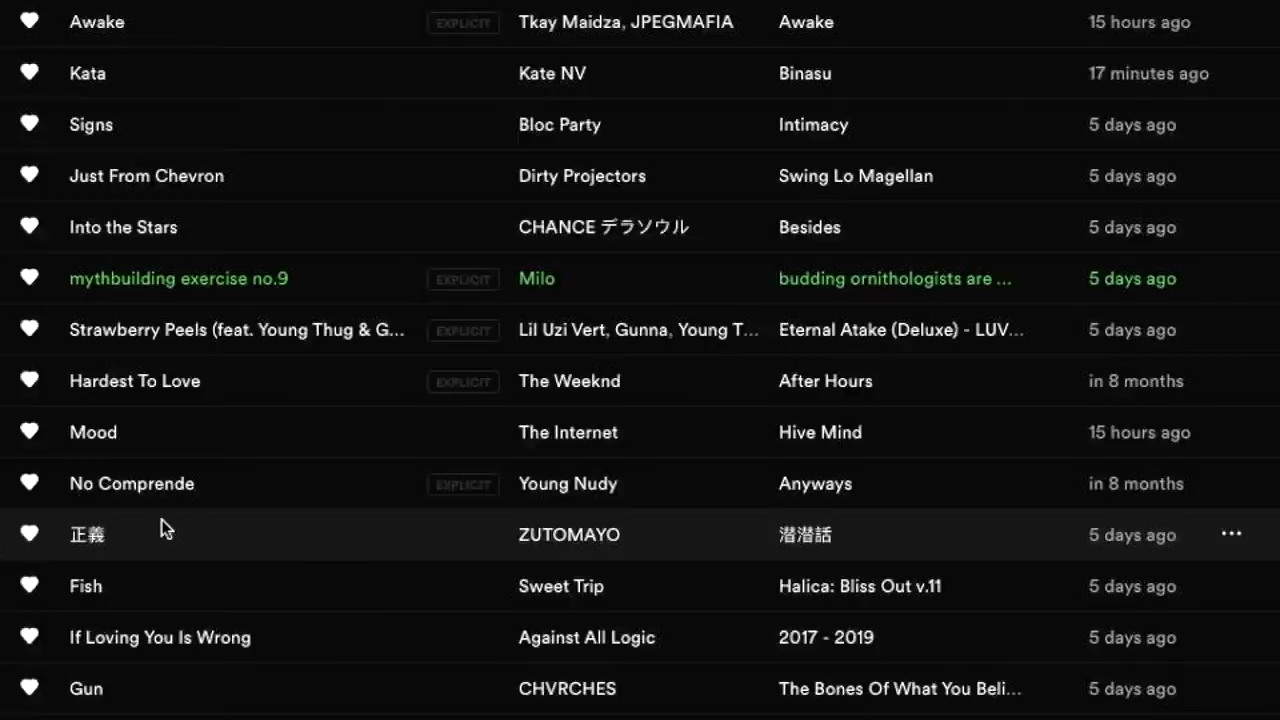 Awake EXPLICIT Tkay Maidza, JPEGMAFIA Awake 15 hours ago
Kata Kate NV Binasu 17 minutes ago
Signs Bloc Party Intimacy 5 days ago
Just From Chevron Dirty Projectors Swing Lo Magellan 5 days ago
Into the Stars CHANCE デラソウル Besides 5 days ago
mythbuilding exercise no.9 EXPLICIT Milo budding ornithologists are ... 5 days ago
Strawberry Peels (feat. Young Thug & G... EXPLICIT Lil Uzi Vert, Gunna, Young T... Eternal Atake (Deluxe) - LUV... 5 days ago
Hardest To Love EXPLICIT The Weeknd After Hours in 8 months
Mood The Internet Hive Mind 15 hours ago
No Comprende EXPLICIT Young Nudy Anyways in 8 months
正義 ZUTOMAYO 潜潜話 5 days ago
Fish Sweet Trip Halica: Bliss Out v.11 5 days ago
If Loving You Is Wrong Against All Logic 2017 - 2019 5 days ago
Gun CHVRCHES The Bones Of What You Beli... 5 days ago